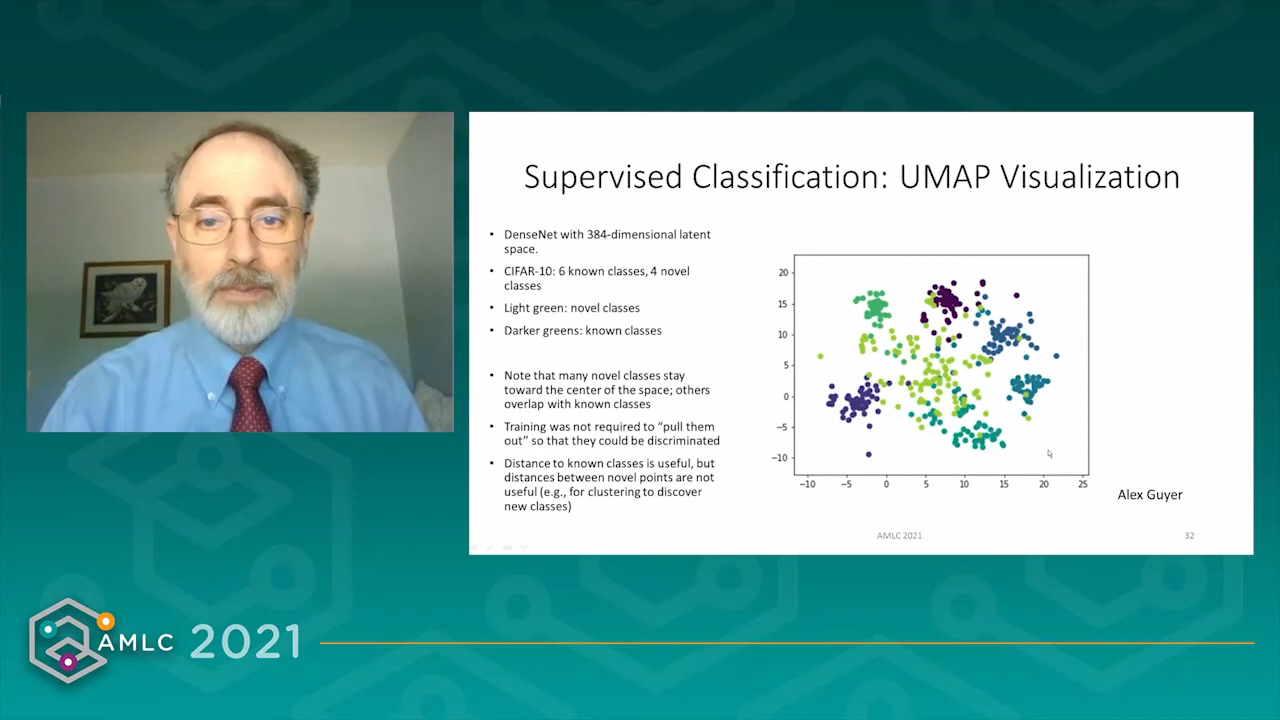 Supervised Classification: UMAP Visualization
• DenseNet with 384-dimensional latent
space.
• CIFAR-10: 6 known classes, 4 novel
classes
• Light green: novel classes
• Darker greens: known classes
• Note that many novel classes stay
toward the center of the space; others
overlap with known classes
• Training was not required to “pull them
out” so that they could be discriminated
• Distance to known classes is useful, but
distances between novel points are not
useful (e.g., for clustering to discover
new classes)
20
15
10
5
0
−5
−10
−10 −5 0 5 10 15 20 25
Alex Guyer
AMLC 2021
32
AMLC 2021